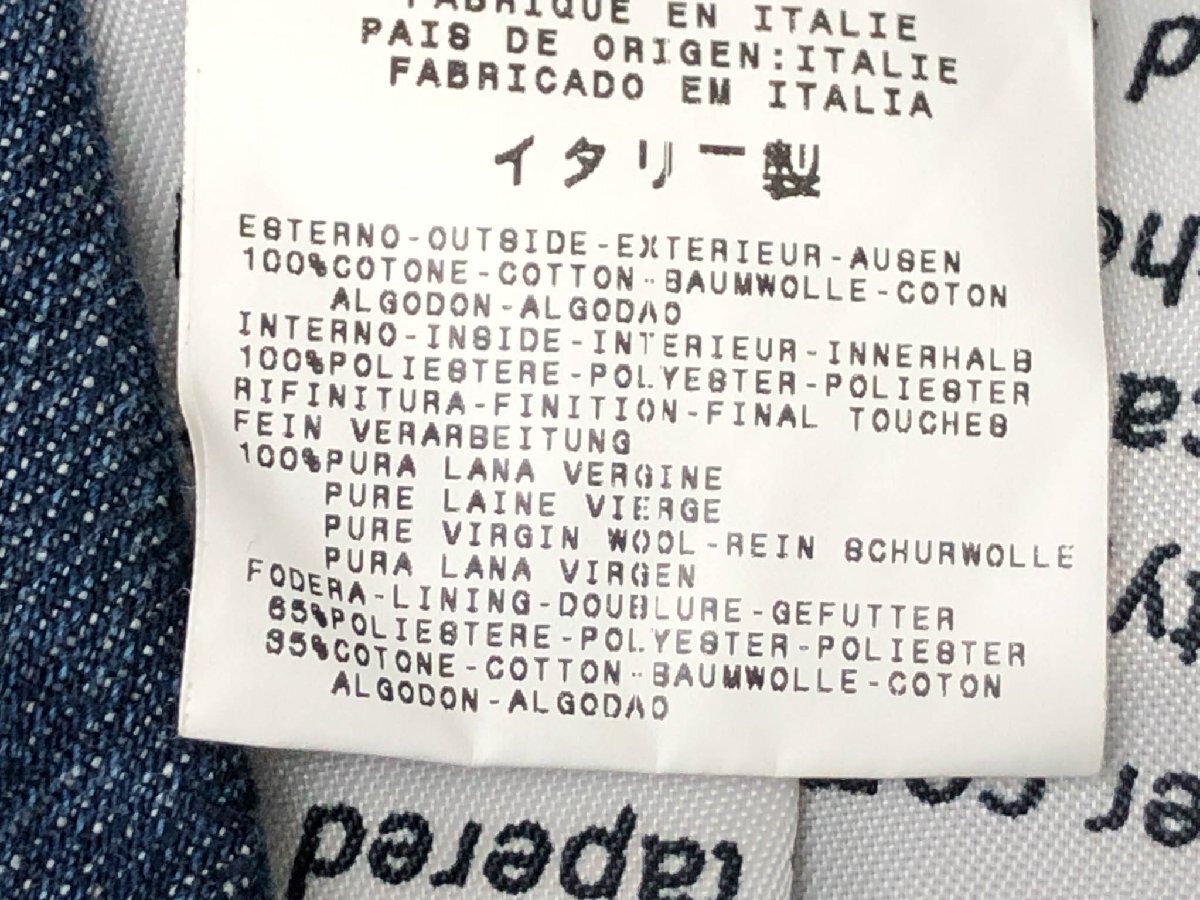 FABRIQUE EN ITALIE
PAIS DE ORIGEN:ITALIE
FABRICADO EM ITALIA
イタリー製
ESTERNO-OUTSIDE-EXTERIEUR-AUSEN
100%COTONE-COTTON-BAUMWOLLE-COTON
ALGODON-ALGODAO
INTERNO-INSIDE-INTERIEUR-INNERHALB
100%POLIESTERE-POLYESTER-POLIESTER
RIFINITURA-FINITION-FINAL TOUCHES
FEIN VERARBEITUNG
100%PURA LANA VERGINE
PURE LAINE VIERGE
PURE VIRGIN WOOL-REIN SCHURWOLLE
PURA LANA VIRGEN
FODERA-LINING-DOUBLURE-GEFUTTER
65%POLIESTERE-POLYESTER-POLIESTER
35%COTONE-COTTON-BAUMWOLLE-COTON
ALGODON-ALGODAO
tapered